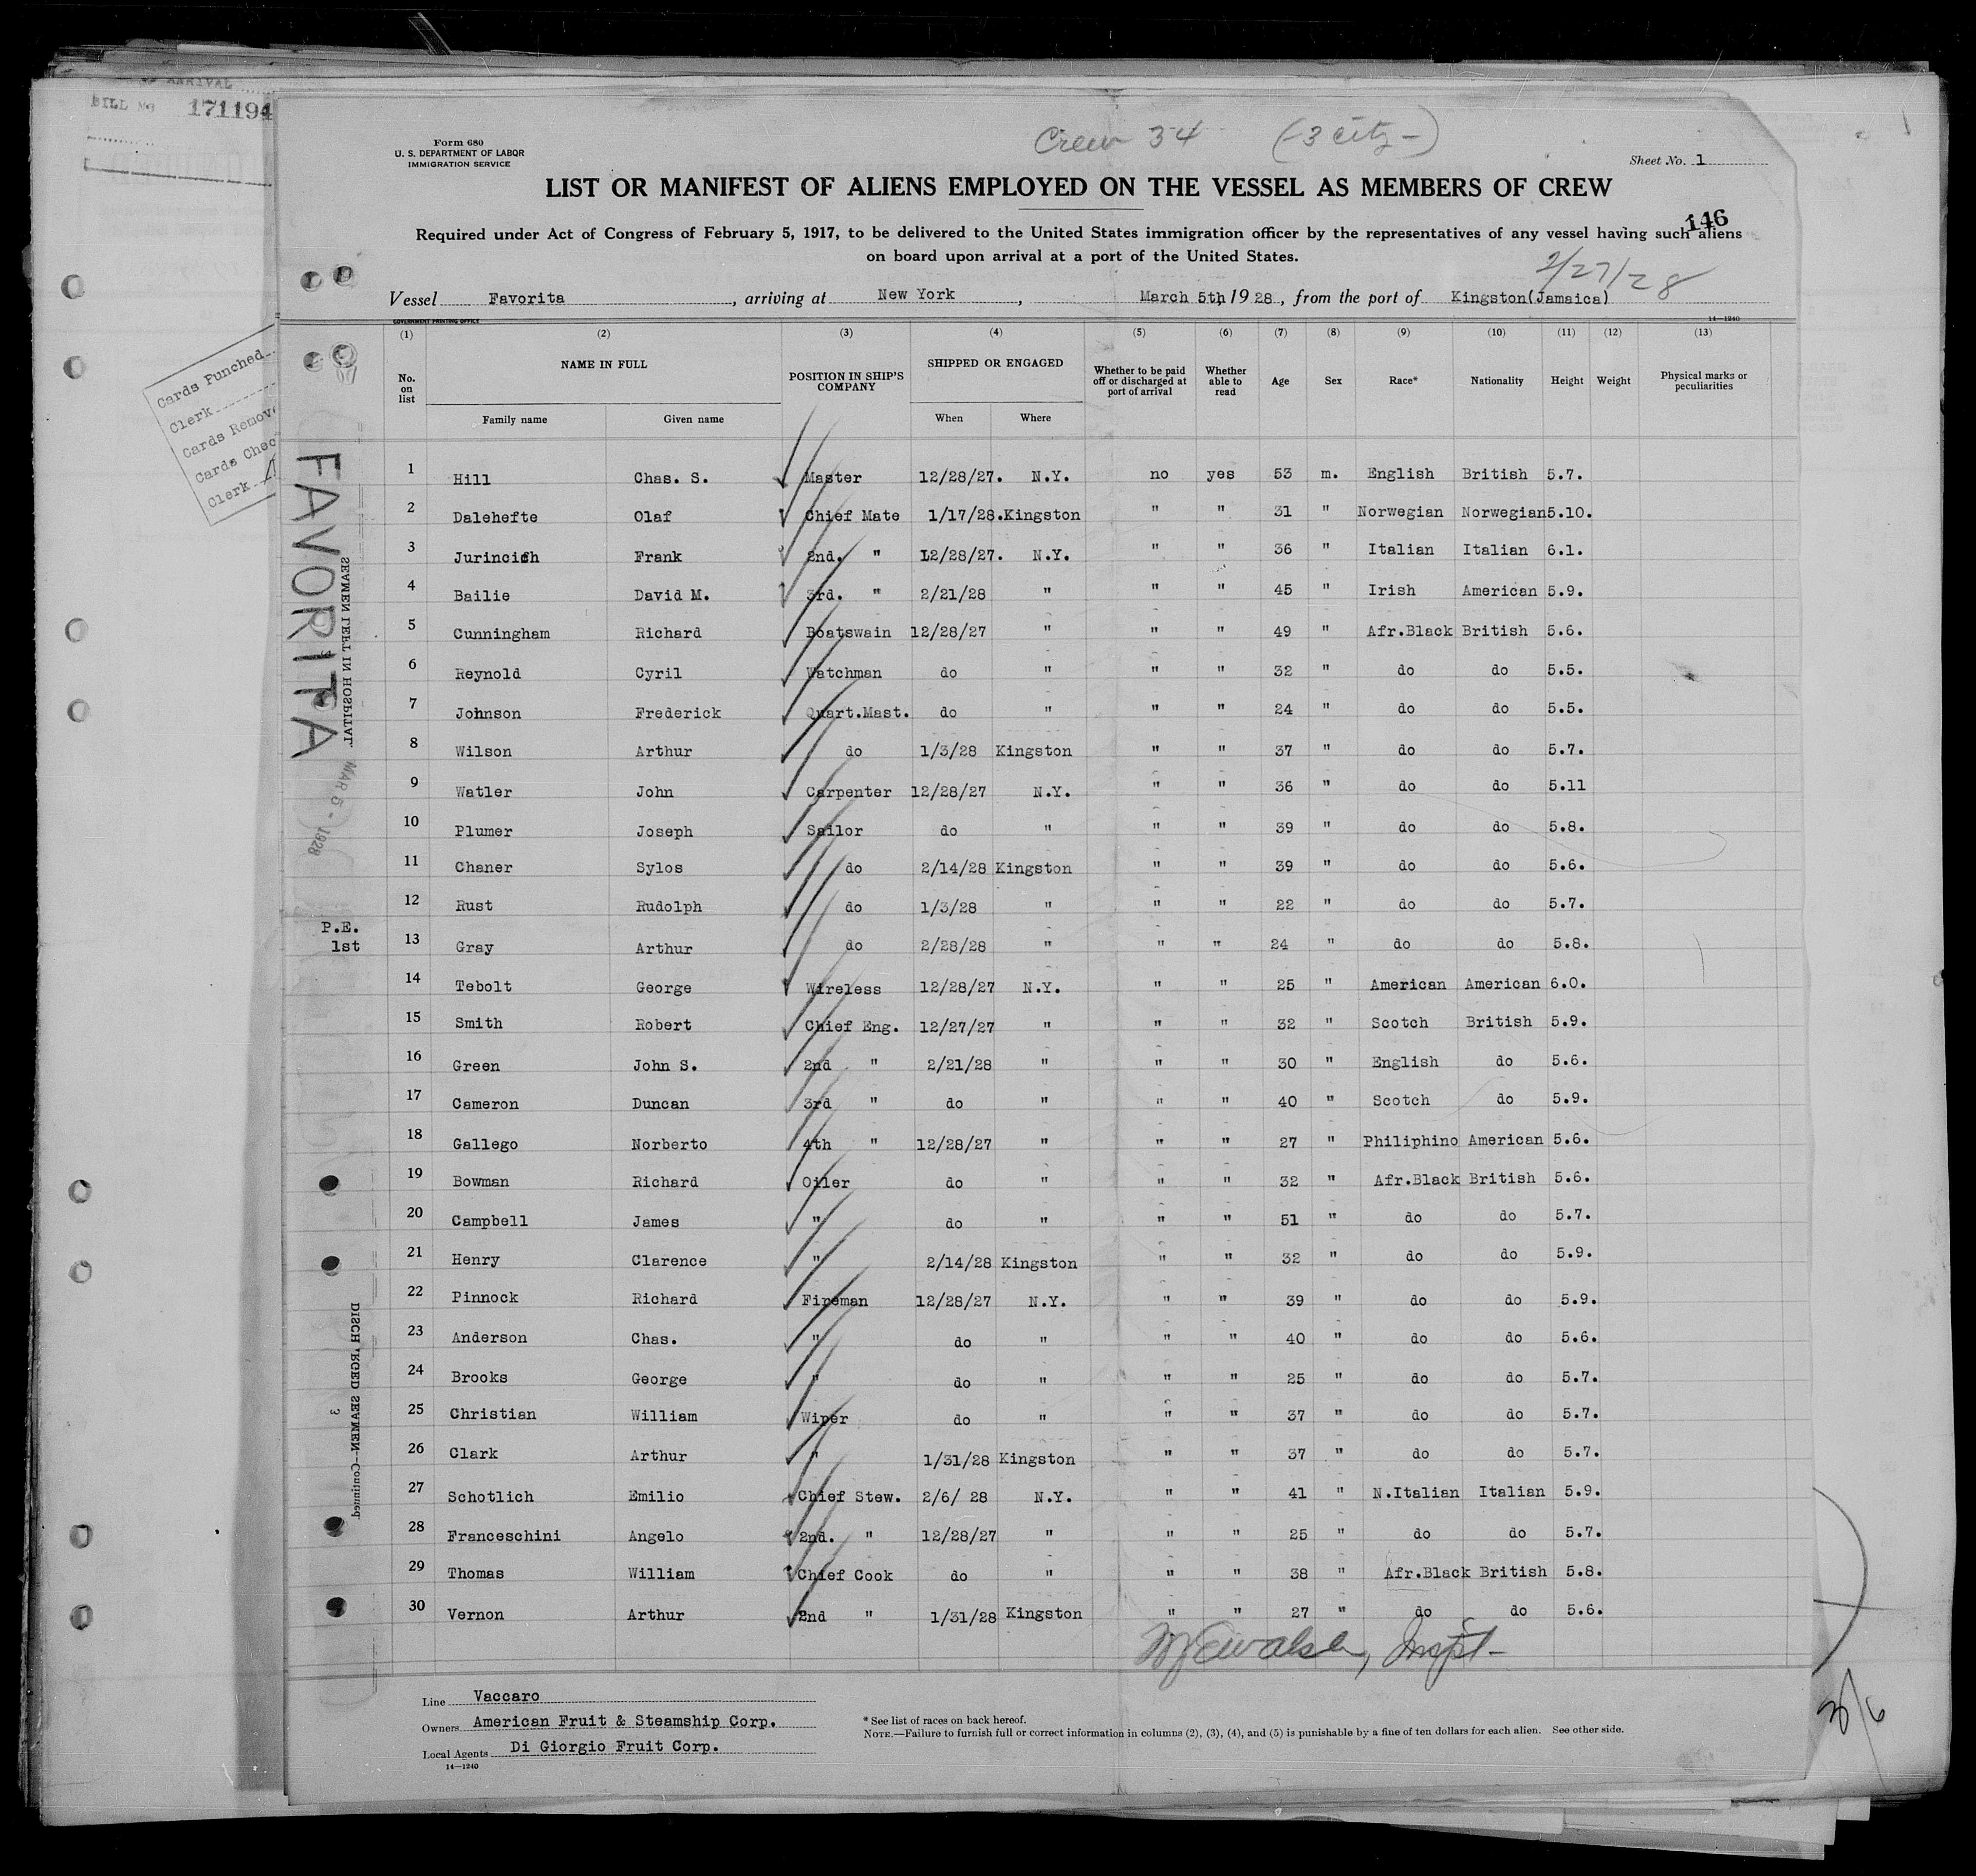 ARRIVAL
BILL No 171194
Cards Punched
Clerk
Cards Remov
Cards Chec
Clerk
Crew 34 (-3 City-)
Form 680
U. S. DEPARTMENT OF LABOR
IMMIGRATION SERVICE
Sheet No. 1
LIST OR MANIFEST OF ALIENS EMPLOYED ON THE VESSEL AS MEMBERS OF CREW
146
Required under Act of Congress of February 5, 1917, to be delivered to the United States immigration officer by the representatives of any vessel having such aliens
on board upon arrival at a port of the United States.
2/27/28
Vessel Favorita, arriving at New York, March 5th, 1928, from the port of Kingston(Jamaica)
GOVERNMENT PRINTING OFFICE 14—1240
(1) (2) (3) (4) (5) (6) (7) (8) (9) (10) (11) (12) (13)
No. on list NAME IN FULL POSITION IN SHIP'S COMPANY SHIPPED OR ENGAGED Whether to be paid off or discharged at port of arrival Whether able to read Age Sex Race* Nationality Height Weight Physical marks or peculiarities
Family name Given name When Where
1 Hill Chas. S. Master 12/28/27. N.Y. no yes 53 m. English British 5.7.
2 Dalehefte Olaf Chief Mate 1/17/28. Kingston " " 31 " Norwegian Norwegian 5.10.
3 Jurincich Frank 2nd. " 12/28/27. N.Y. " " 36 " Italian Italian 6.1.
4 Bailie David M. 3rd. " 2/21/28 " " " 45 " Irish American 5.9.
5 Cunningham Richard Boatswain 12/28/27 " " " 49 " Afr.Black British 5.6.
6 Reynold Cyril Watchman do " " " 32 " do do 5.5.
7 Johnson Frederick Quart.Mast. do " " " 24 " do do 5.5.
8 Wilson Arthur do 1/3/28 Kingston " " 37 " do do 5.7.
9 Watler John Carpenter 12/28/27 N.Y. " " 36 " do do 5.11
10 Plumer Joseph Sailor do " " " 39 " do do 5.8.
11 Chaner Sylos do 2/14/28 Kingston " " 39 " do do 5.6.
12 Rust Rudolph do 1/3/28 " " " 22 " do do 5.7.
P.E.
1st
13 Gray Arthur do 2/28/28 " " " 24 " do do 5.8.
14 Tebolt George Wireless 12/28/27 N.Y. " " 25 " American American 6.0.
15 Smith Robert Chief Eng. 12/27/27 " " " 32 " Scotch British 5.9.
16 Green John S. 2nd " 2/21/28 " " " 30 " English do 5.6.
17 Cameron Duncan 3rd " do " " " 40 " Scotch do 5.9.
18 Gallego Norberto 4th " 12/28/27 " " " 27 " Philiphino American 5.6.
19 Bowman Richard Oiler do " " " 32 " Afr.Black British 5.6.
20 Campbell James " do " " " 51 " do do 5.7.
21 Henry Clarence " 2/14/28 Kingston " " 32 " do do 5.9.
22 Pinnock Richard Fireman 12/28/27 N.Y. " " 39 " do do 5.9.
23 Anderson Chas. " do " " " 40 " do do 5.6.
24 Brooks George " do " " " 25 " do do 5.7.
25 Christian William Wiper do " " " 37 " do do 5.7.
26 Clark Arthur " 1/31/28 Kingston " " 37 " do do 5.7.
27 Schotlich Emilio Chief Stew. 2/6/ 28 N.Y. " " 41 " N.Italian Italian 5.9.
28 Franceschini Angelo 2nd. " 12/28/27 " " " 25 " do do 5.7.
29 Thomas William Chief Cook do " " " 38 " Afr.Black British 5.8.
30 Vernon Arthur 2nd " 1/31/28 Kingston " " 27 " do do 5.6.
Walsh, Inspt-
Line Vaccaro
Owners American Fruit & Steamship Corp.
Local Agents Di Giorgio Fruit Corp.
14—1240
* See list of races on back hereof.
NOTE.—Failure to furnish full or correct information in columns (2), (3), (4), and (5) is punishable by a fine of ten dollars for each alien. See other side.
FAVORITA
SEAMEN LEFT IN HOSPITAL
MAR 5 - 1928
DISCHARGED SEAMEN—Continued
3